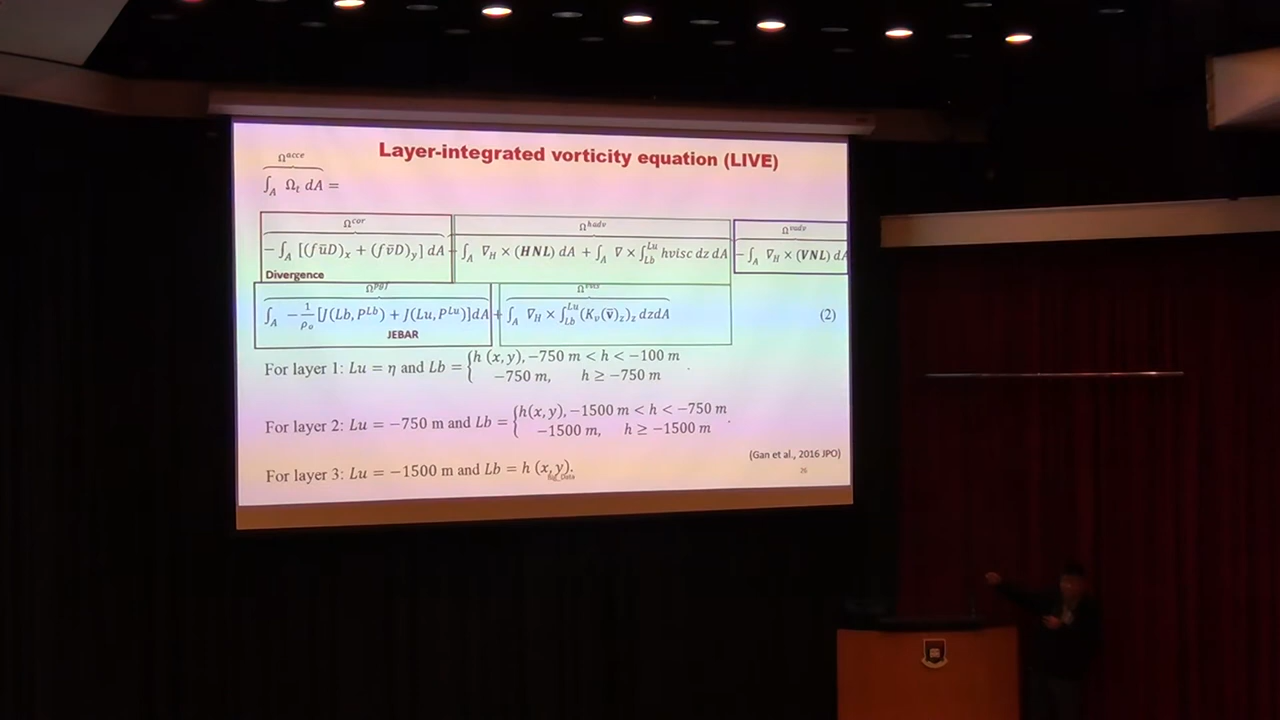 Layer-integrated vorticity equation (LIVE)
Ω^acce
∫_A Ω_t dA =
Ω^cor Ω^hadv Ω^vadv
− ∫_A [(fūD)_x + (fv̄D)_y] dA + ∫_A ∇_H × (HNL) dA + ∫_A ∇ × ∫_Lb^Lu hvisc dz dA − ∫_A ∇_H × (VNL) dA
Divergence
Ω^pgf
∫_A −1/ρ_o [J(Lb, P^Lb) + J(Lu, P^Lu)]dA + ∫_A ∇_H × ∫_Lb^Lu (K_v(v̄)_z)_z dzdA (2)
JEBAR
For layer 1: Lu = η and Lb = { h (x, y), −750 m < h < −100 m
−750 m, h ≥ −750 m .
For layer 2: Lu = −750 m and Lb = { h(x, y), −1500 m < h < −750 m
−1500 m, h ≥ −1500 m .
For layer 3: Lu = −1500 m and Lb = h (x, y).
(Gan et al., 2016 JPO)
Big_Data
26